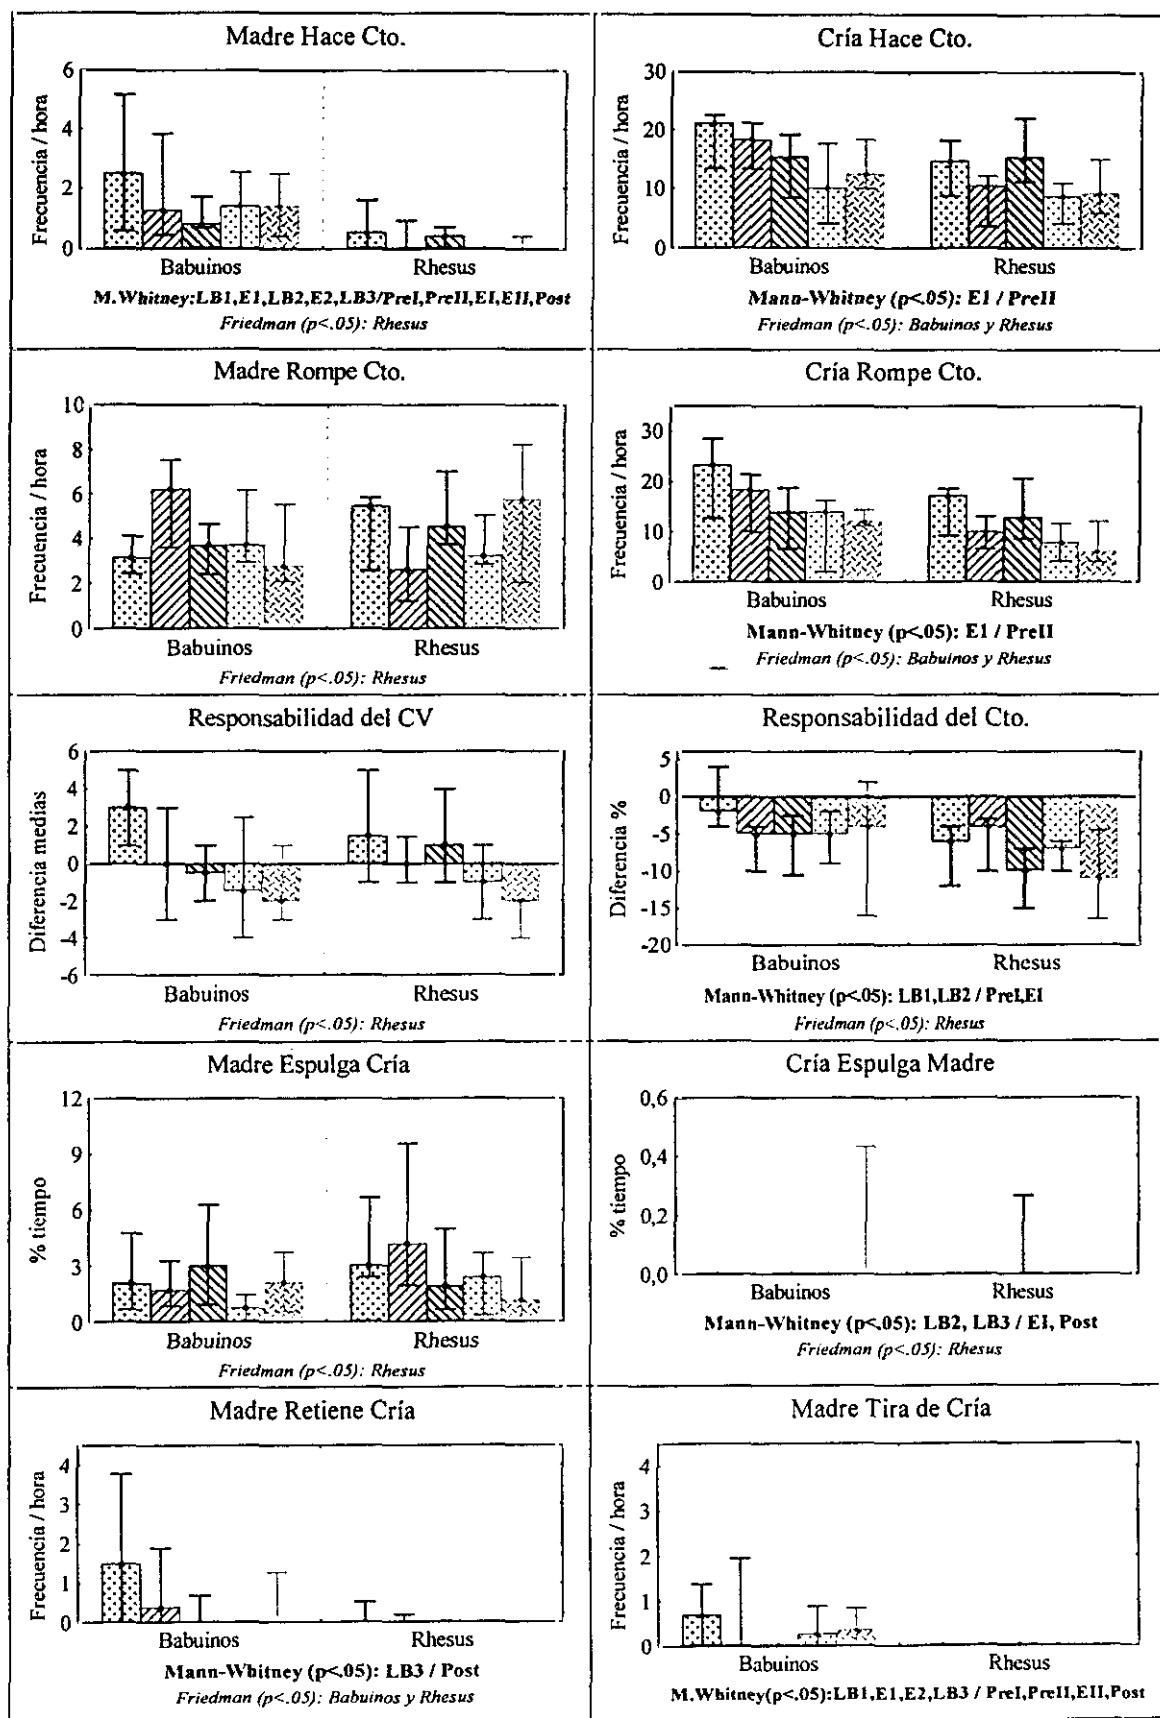 Madre Hace Cto.
6
4
2
0
Frecuencia / hora
Babuinos
Rhesus
M.Whitney:LB1,E1,LB2,E2,LB3/PreI,PreII,EI,EII,Post
Friedman (p<.05): Rhesus
Cría Hace Cto.
30
20
10
0
Frecuencia / hora
Babuinos
Rhesus
Mann-Whitney (p<.05): E1 / PreII
Friedman (p<.05): Babuinos y Rhesus
Madre Rompe Cto.
10
8
6
4
2
0
Frecuencia / hora
Babuinos
Rhesus
Friedman (p<.05): Rhesus
Cría Rompe Cto.
30
20
10
0
Frecuencia / hora
Babuinos
Rhesus
Mann-Whitney (p<.05): E1 / PreII
Friedman (p<.05): Babuinos y Rhesus
Responsabilidad del CV
6
4
2
0
-2
-4
-6
Diferencia medias
Babuinos
Rhesus
Friedman (p<.05): Rhesus
Responsabilidad del Cto.
5
0
-5
-10
-15
-20
Diferencia %
Babuinos
Rhesus
Mann-Whitney (p<.05): LB1,LB2 / PreI,EI
Friedman (p<.05): Rhesus
Madre Espulga Cría
12
9
6
3
0
% tiempo
Babuinos
Rhesus
Friedman (p<.05): Rhesus
Cría Espulga Madre
0,6
0,4
0,2
0,0
% tiempo
Babuinos
Rhesus
Mann-Whitney (p<.05): LB2, LB3 / EI, Post
Friedman (p<.05): Rhesus
Madre Retiene Cría
4
3
2
1
0
Frecuencia / hora
Babuinos
Rhesus
Mann-Whitney (p<.05): LB3 / Post
Friedman (p<.05): Babuinos y Rhesus
Madre Tira de Cría
4
3
2
1
0
Frecuencia / hora
Babuinos
Rhesus
M.Whitney(p<.05):LB1,E1,E2,LB3 / PreI,PreII,EII,Post